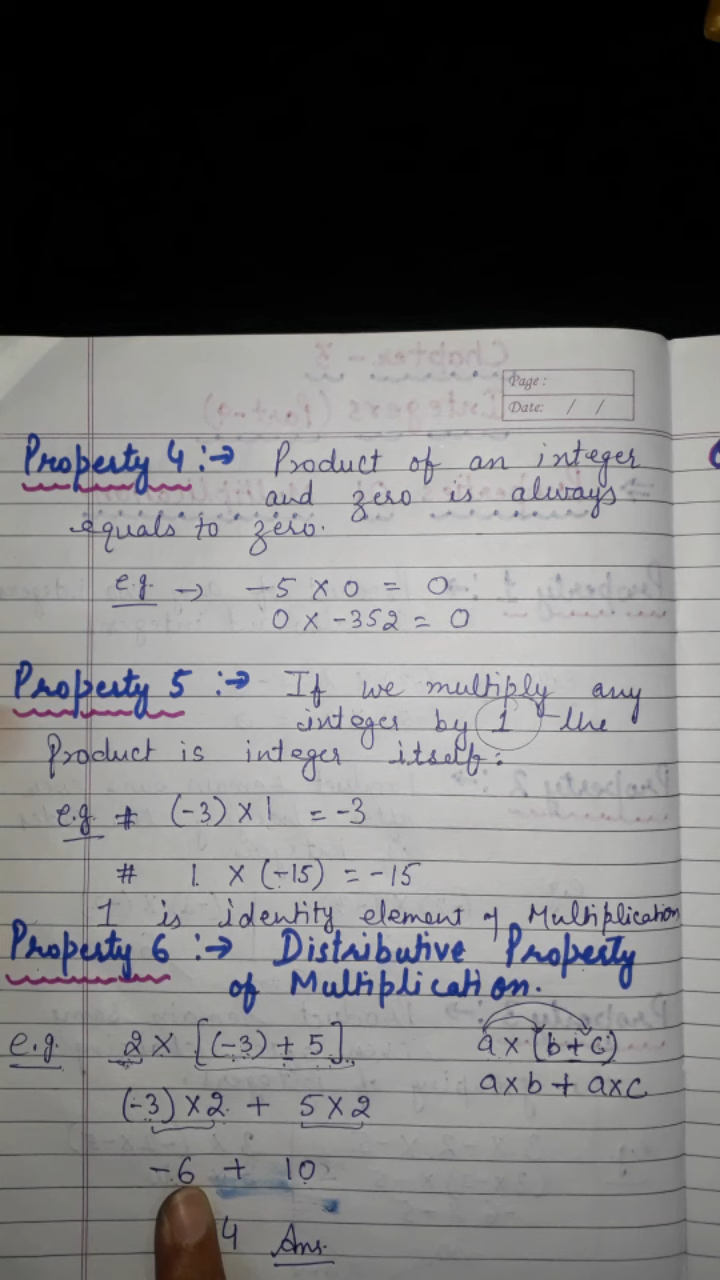 Page:
Date: / /
Property 4 :→ Product of an integer
and zero is always
equals to zero.
e.g. → -5 × 0 = 0
0 × -352 = 0
Property 5 :→ If we multiply any
integer by 1 the
Product is integer itself.
e.g # (-3) × 1 = -3
# 1. × (-15) = -15
1 is identity element of Multiplication
Property 6 :→ Distributive Property
of Multiplication.
e.g. 2 × [(-3) + 5] a × (b + c)
a×b + a×c
(-3) × 2 + 5 × 2
-6 + 10
4 Ans.